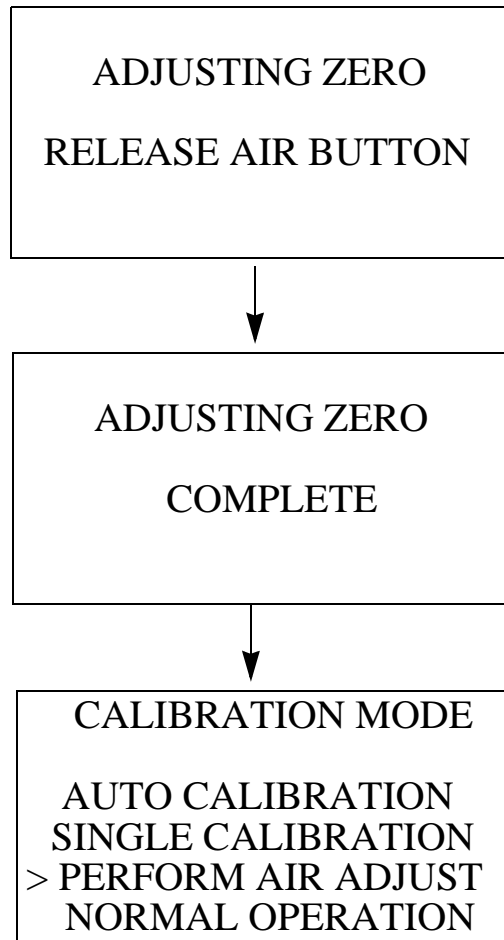 ADJUSTING ZERO
RELEASE AIR BUTTON
ADJUSTING ZERO
COMPLETE
CALIBRATION MODE
AUTO CALIBRATION
SINGLE CALIBRATION
> PERFORM AIR ADJUST
NORMAL OPERATION